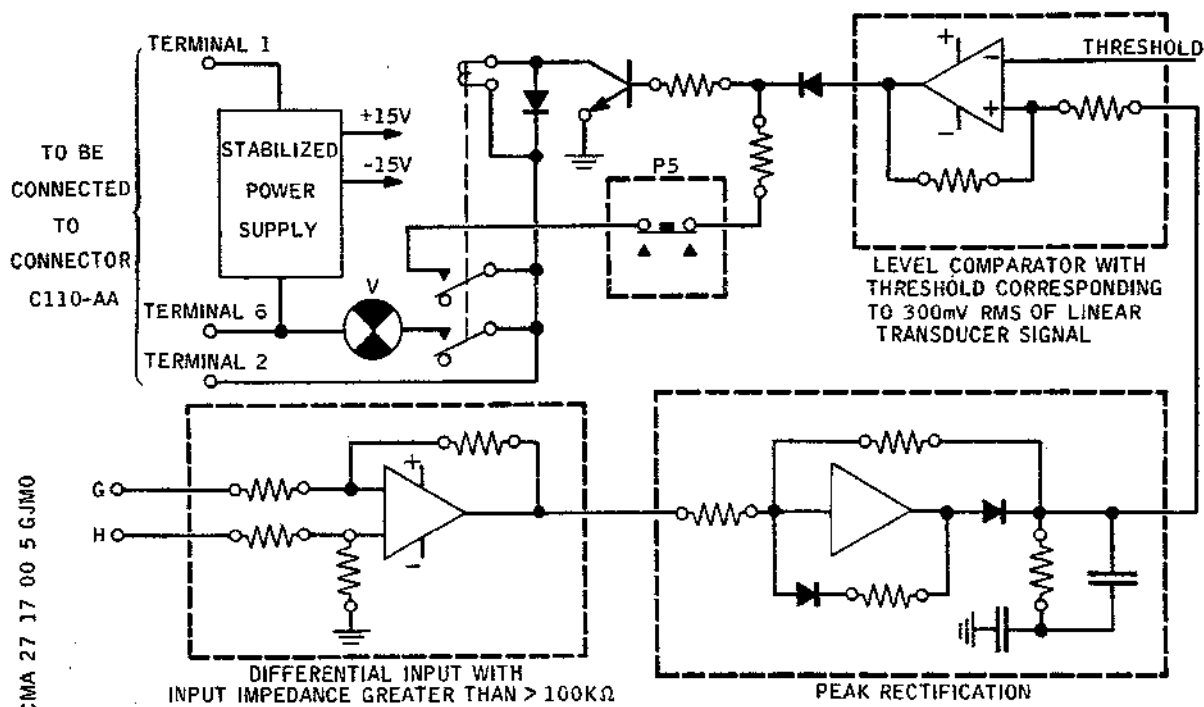 TERMINAL 1
THRESHOLD
+15V
-15V
STABILIZED
POWER
SUPPLY
TO BE
CONNECTED
TO
CONNECTOR
C110-AA
P5
+
-
-
+
V
TERMINAL 6
TERMINAL 2
LEVEL COMPARATOR WITH
THRESHOLD CORRESPONDING
TO 300mV RMS OF LINEAR
TRANSDUCER SIGNAL
G
H
+
-
DIFFERENTIAL INPUT WITH
INPUT IMPEDANCE GREATER THAN > 100KΩ
PEAK RECTIFICATION
CMA 27 17 00 5 GJM0